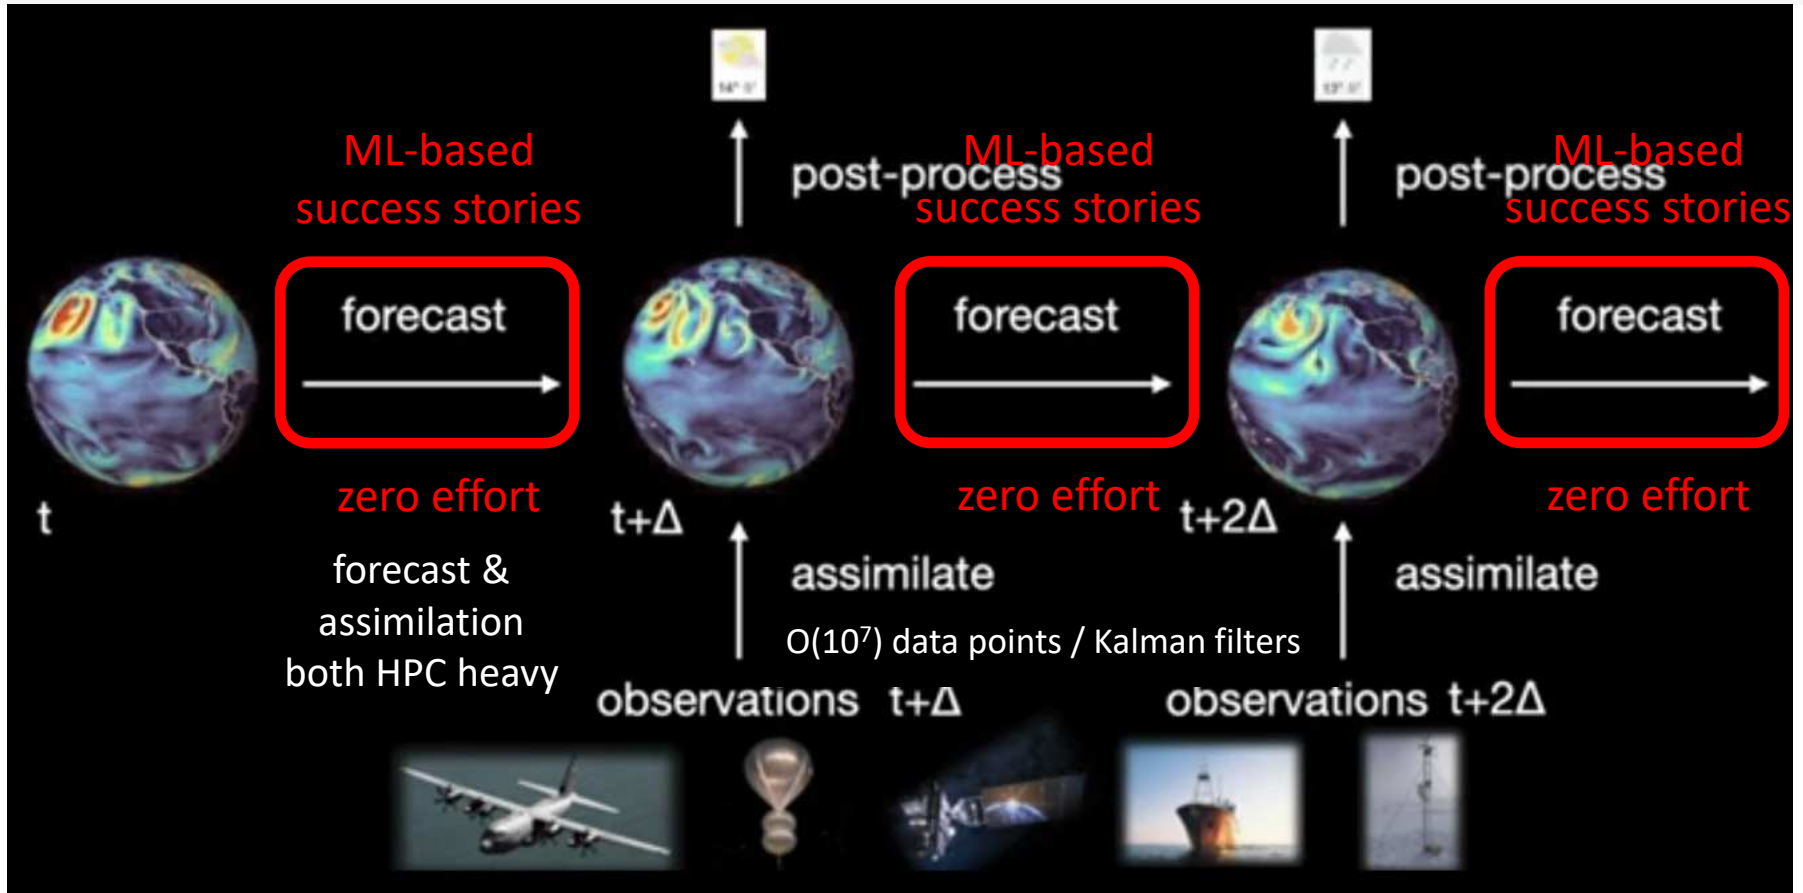 ML-based
success stories
post-process
ML-based
success stories
post-process
ML-based
success stories
forecast
forecast
forecast
zero effort
zero effort
zero effort
t
t+Δ
t+2Δ
forecast &
assimilation
both HPC heavy
assimilate
assimilate
O(10⁷) data points / Kalman filters
observations t+Δ
observations t+2Δ